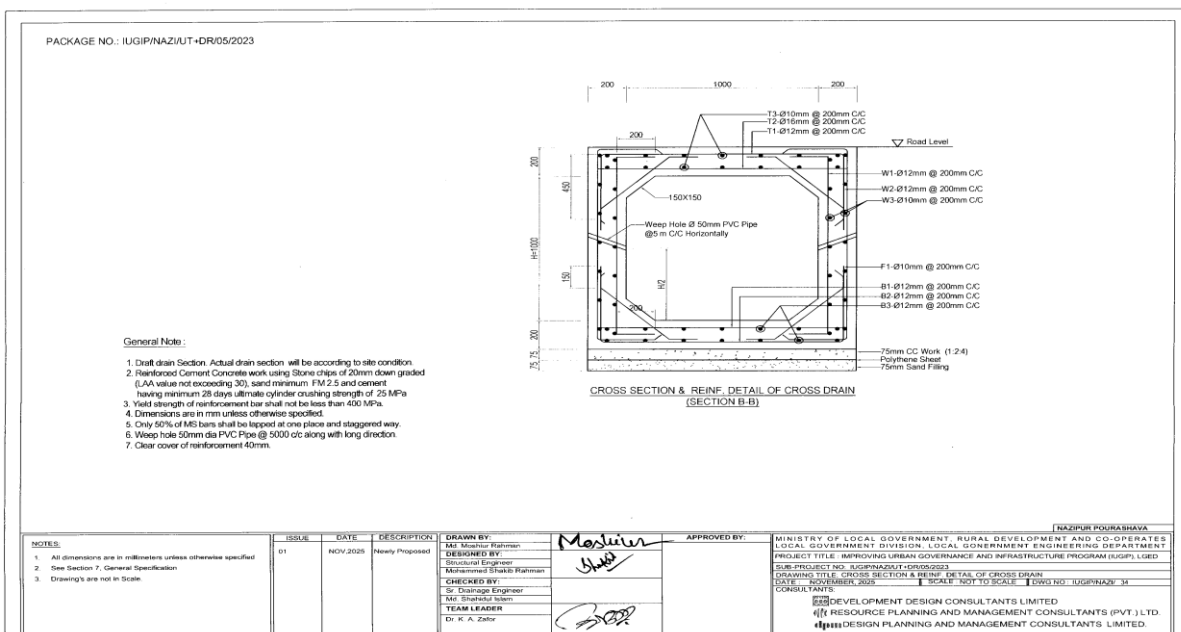 PACKAGE NO.: IUGIP/NAZI/UT+DR/05/2023
200
1000
200
T3-Ø10mm @ 200mm C/C
T2-Ø16mm @ 200mm C/C
T1-Ø12mm @ 200mm C/C
200
Road Level
200
450
W1-Ø12mm @ 200mm C/C
W2-Ø12mm @ 200mm C/C
W3-Ø10mm @ 200mm C/C
150X150
Weep Hole Ø 50mm PVC Pipe
@5 m C/C Horizontally
H=1000
150
H/2
F1-Ø10mm @ 200mm C/C
B1-Ø12mm @ 200mm C/C
B2-Ø12mm @ 200mm C/C
B3-Ø12mm @ 200mm C/C
200
200
75
75
75mm CC Work (1:2:4)
Polythene Sheet
75mm Sand Filling
CROSS SECTION & REINF. DETAIL OF CROSS DRAIN
(SECTION B-B)
General Note :
1. Draft drain Section. Actual drain section will be according to site condition.
2. Reinforced Cement Concrete work using Stone chips of 20mm down graded
(LAA value not exceeding 30), sand minimum FM 2.5 and cement
having minimum 28 days ultimate cylinder crushing strength of 25 MPa
3. Yield strength of reinforcement bar shall not be less than 400 MPa.
4. Dimensions are in mm unless otherwise specified.
5. Only 50% of MS bars shall be lapped at one place and staggered way.
6. Weep hole 50mm dia PVC Pipe @ 5000 c/c along with long direction.
7. Clear cover of reinforcement 40mm.
NAZIPUR POURASHAVA
NOTES:
1. All dimensions are in millimeters unless otherwise specified
2. See Section 7, General Specification
3. Drawing's are not in Scale.
ISSUE DATE DESCRIPTION
01 NOV,2025 Newly Proposed
DRAWN BY:
Md. Moshiur Rahman
DESIGNED BY:
Structural Engineer
Mohammed Shakib Rahman
CHECKED BY:
Sr. Drainage Engineer
Md. Shahidul Islam
TEAM LEADER
Dr. K. A. Zafor
Moshiur
Shakib
APPROVED BY:
MINISTRY OF LOCAL GOVERNMENT, RURAL DEVELOPMENT AND CO-OPERATES
LOCAL GOVERNMENT DIVISION, LOCAL GONERNMENT ENGINEERING DEPARTMENT
PROJECT TITLE : IMPROVING URBAN GOVERNANCE AND INFRASTRUCTURE PROGRAM (IUGIP), LGED
SUB-PROJECT NO: IUGIP/NAZI/UT+DR/05/2023
DRAWING TITLE: CROSS SECTION & REINF. DETAIL OF CROSS DRAIN
DATE : NOVEMBER, 2025 SCALE : NOT TO SCALE DWG NO : IUGIP/NAZI/ 34
CONSULTANTS:
DEVELOPMENT DESIGN CONSULTANTS LIMITED
RESOURCE PLANNING AND MANAGEMENT CONSULTANTS (PVT.) LTD.
dpm DESIGN PLANNING AND MANAGEMENT CONSULTANTS LIMITED.